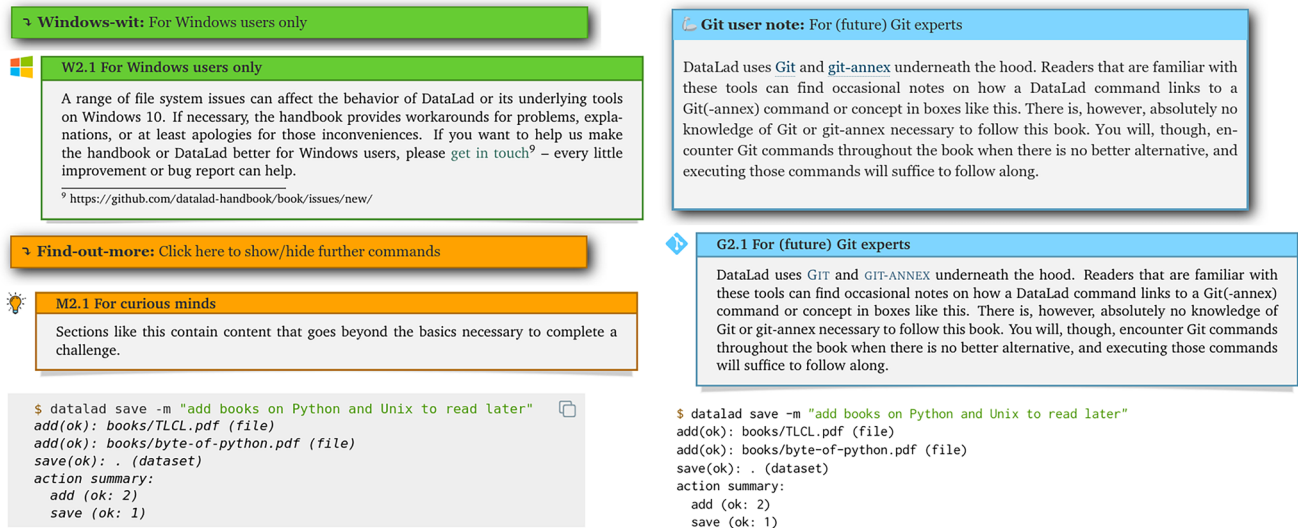 Windows-wit: For Windows users only
W2.1 For Windows users only
A range of file system issues can affect the behavior of DataLad or its underlying tools
on Windows 10. If necessary, the handbook provides workarounds for problems, expla-
nations, or at least apologies for those inconveniences. If you want to help us make
the handbook or DataLad better for Windows users, please get in touch⁹ – every little
improvement or bug report can help.
⁹ https://github.com/datalad-handbook/book/issues/new/
Find-out-more: Click here to show/hide further commands
M2.1 For curious minds
Sections like this contain content that goes beyond the basics necessary to complete a
challenge.
$ datalad save -m "add books on Python and Unix to read later"
add(ok): books/TLCL.pdf (file)
add(ok): books/byte-of-python.pdf (file)
save(ok): . (dataset)
action summary:
  add (ok: 2)
  save (ok: 1)
Git user note: For (future) Git experts
DataLad uses Git and git-annex underneath the hood. Readers that are familiar with
these tools can find occasional notes on how a DataLad command links to a
Git(-annex) command or concept in boxes like this. There is, however, absolutely no
knowledge of Git or git-annex necessary to follow this book. You will, though, en-
counter Git commands throughout the book when there is no better alternative, and
executing those commands will suffice to follow along.
G2.1 For (future) Git experts
DataLad uses GIT and GIT-ANNEX underneath the hood. Readers that are familiar with
these tools can find occasional notes on how a DataLad command links to a Git(-annex)
command or concept in boxes like this. There is, however, absolutely no knowledge of
Git or git-annex necessary to follow this book. You will, though, encounter Git commands
throughout the book when there is no better alternative, and executing those commands
will suffice to follow along.
$ datalad save -m "add books on Python and Unix to read later"
add(ok): books/TLCL.pdf (file)
add(ok): books/byte-of-python.pdf (file)
save(ok): . (dataset)
action summary:
  add (ok: 2)
  save (ok: 1)